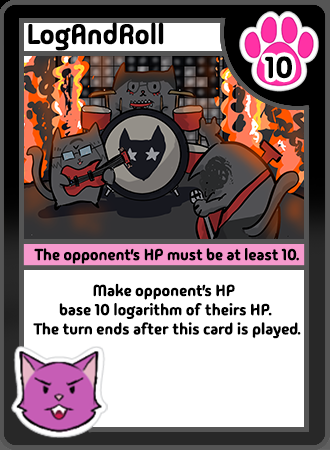 LogAndRoll
10
The opponent's HP must be at least 10.
Make opponent's HP
base 10 logarithm of theirs HP.
The turn ends after this card is played.